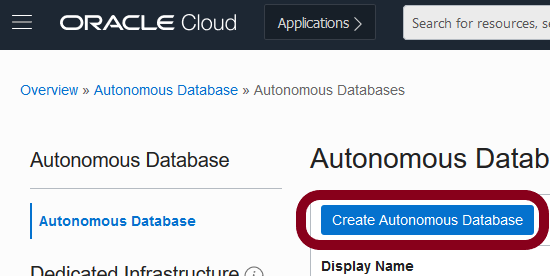 ORACLE Cloud
Applications >
Search for resources, s
Overview » Autonomous Database » Autonomous Databases
Autonomous Database
Autonomous Database
Dedicated Infrastructure
Autonomous Datab
Create Autonomous Database
Display Name